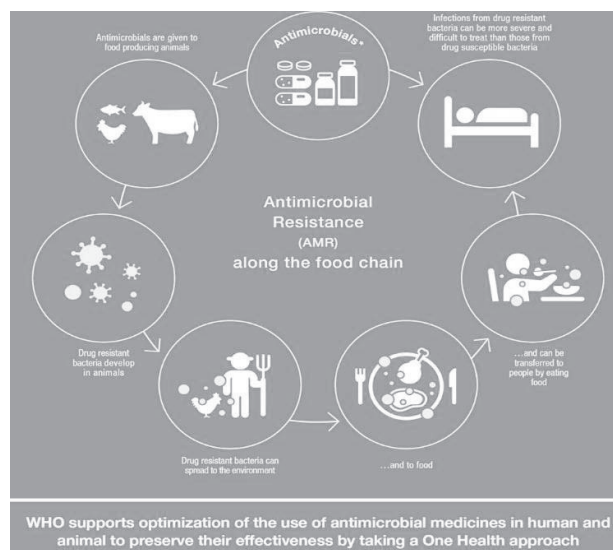 Antimicrobials are given to
food producing animals
Antimicrobials*
Infections from drug resistant
bacteria can be more severe and
difficult to treat than those from
drug susceptible bacteria
Antimicrobial
Resistance
(AMR)
along the food chain
Drug resistant
bacteria develop
in animals
Drug resistant bacteria can
spread to the environment
...and to food
...and can be
transferred to
people by eating
food
WHO supports optimization of the use of antimicrobial medicines in human and
animal to preserve their effectiveness by taking a One Health approach